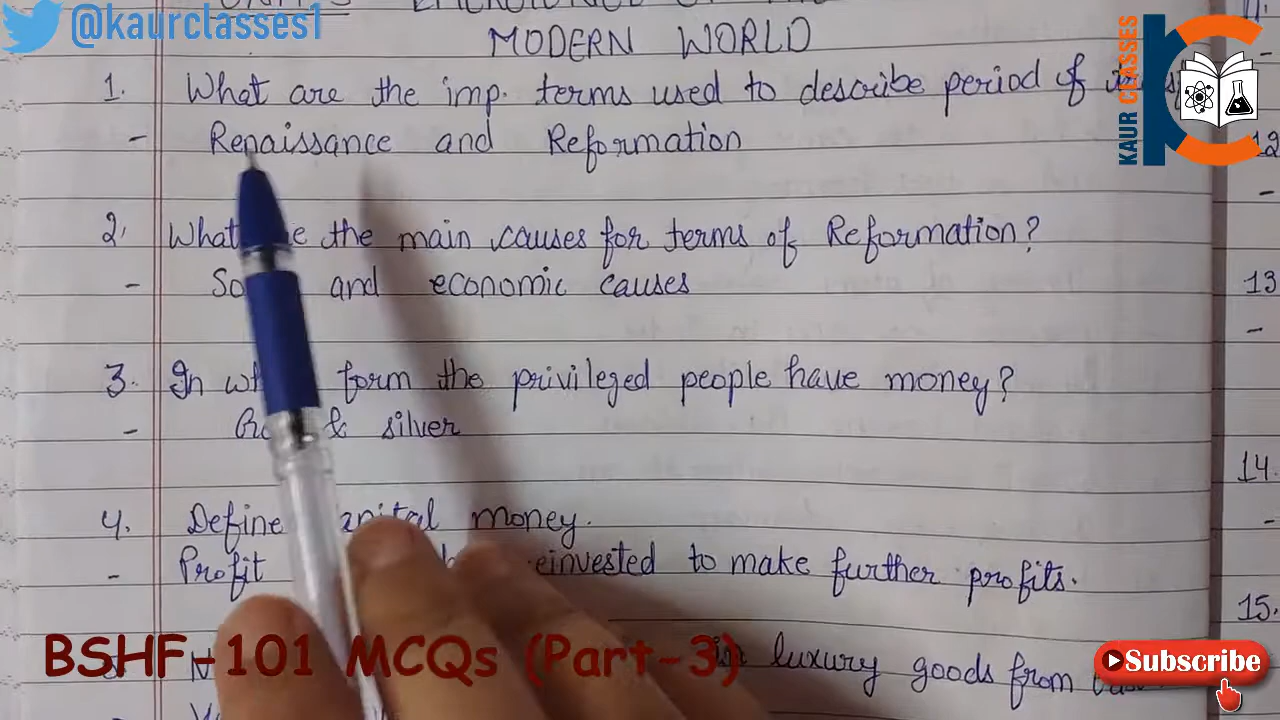 @kaurclasses1
MODERN WORLD
KAUR CLASSES
1. What are the imp. terms used to describe period of
- Renaissance and Reformation
12
2. What the main causes for terms of Reformation?
- and economic causes
13
3. In form the privileged people have money?
- & silver
14
4. Define money.
- Profit to make further profits.
15.
BSHF-101 MCQs (Part-3)
luxury goods from
Subscribe